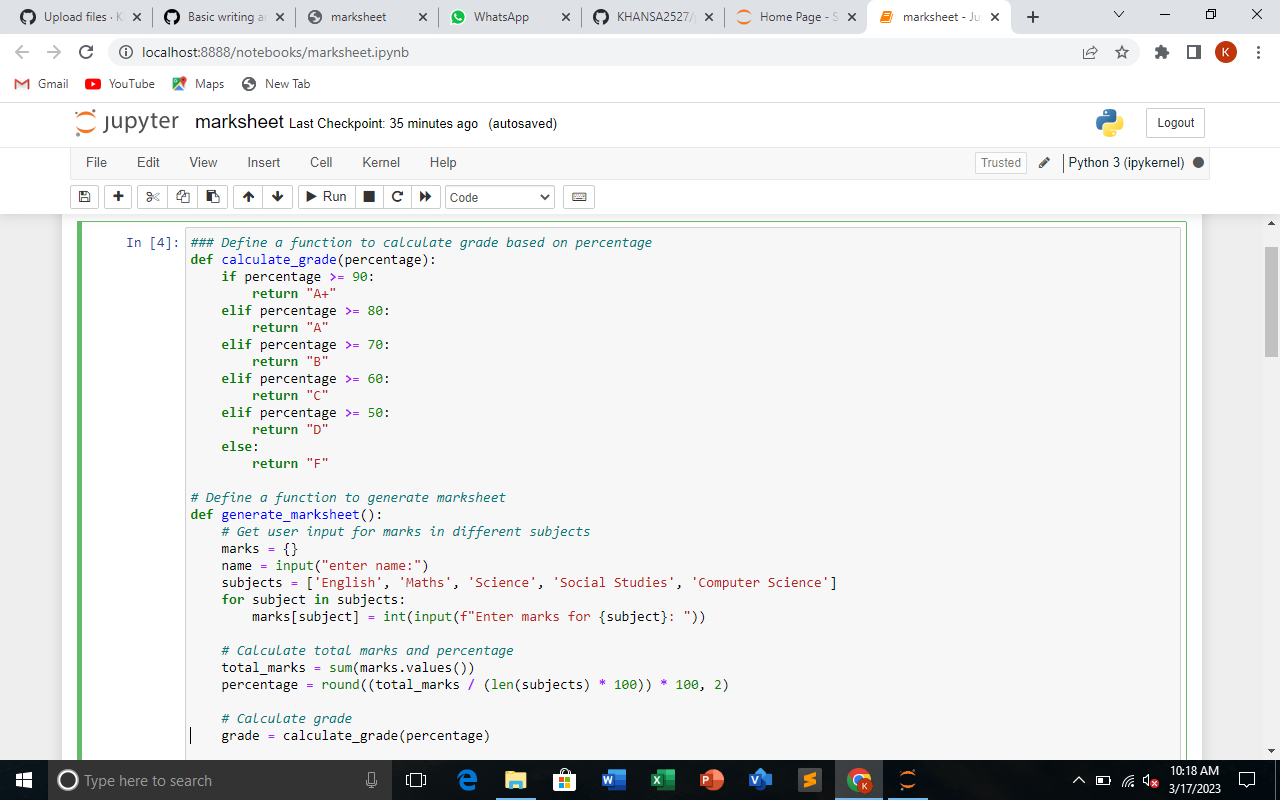 Upload files · K
Basic writing a
marksheet
WhatsApp
KHANSA2527/
Home Page - S
marksheet - Ju
localhost:8888/notebooks/marksheet.ipynb
K
Gmail
YouTube
Maps
New Tab
jupyter marksheet Last Checkpoint: 35 minutes ago (autosaved)
Logout
File Edit View Insert Cell Kernel Help
Trusted
Python 3 (ipykernel)
Run
Code
In [4]:
### Define a function to calculate grade based on percentage
def calculate_grade(percentage):
    if percentage >= 90:
        return "A+"
    elif percentage >= 80:
        return "A"
    elif percentage >= 70:
        return "B"
    elif percentage >= 60:
        return "C"
    elif percentage >= 50:
        return "D"
    else:
        return "F"
# Define a function to generate marksheet
def generate_marksheet():
    # Get user input for marks in different subjects
    marks = {}
    name = input("enter name:")
    subjects = ['English', 'Maths', 'Science', 'Social Studies', 'Computer Science']
    for subject in subjects:
        marks[subject] = int(input(f"Enter marks for {subject}: "))
    # Calculate total marks and percentage
    total_marks = sum(marks.values())
    percentage = round((total_marks / (len(subjects) * 100)) * 100, 2)
    # Calculate grade
    grade = calculate_grade(percentage)
Type here to search
10:18 AM
3/17/2023